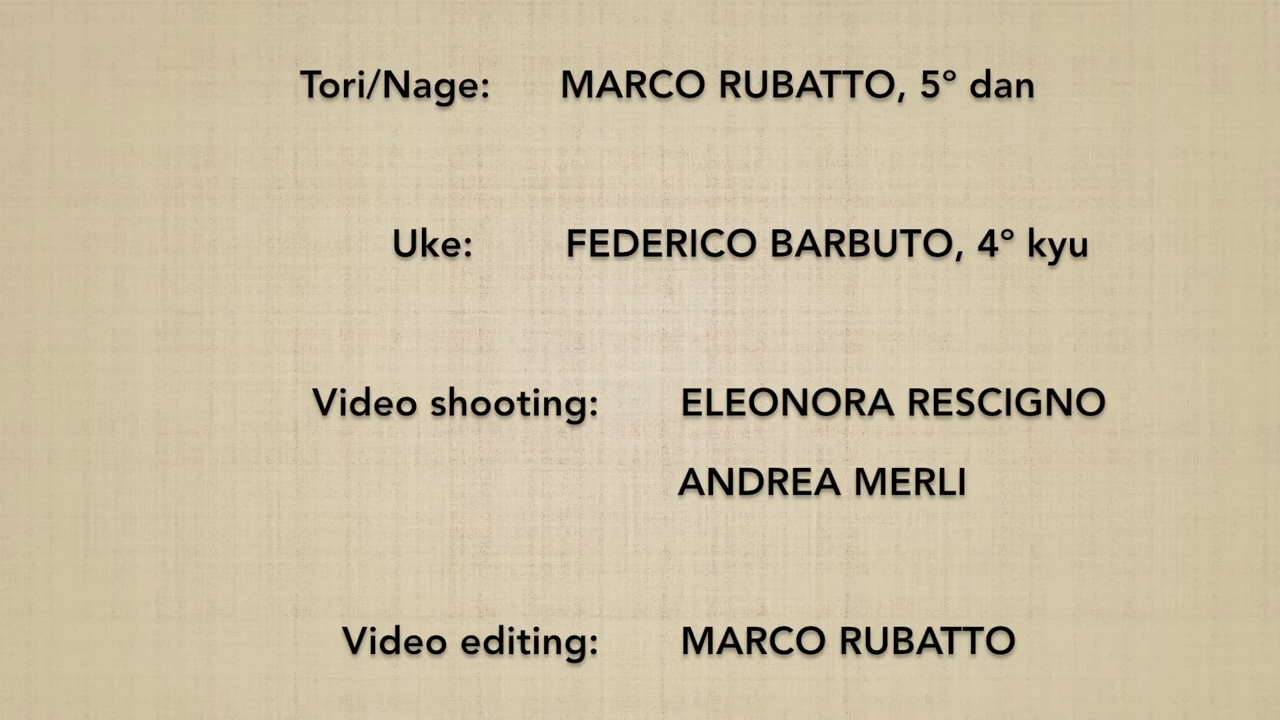 Tori/Nage: MARCO RUBATTO, 5° dan
Uke: FEDERICO BARBUTO, 4° kyu
Video shooting: ELEONORA RESCIGNO
ANDREA MERLI
Video editing: MARCO RUBATTO